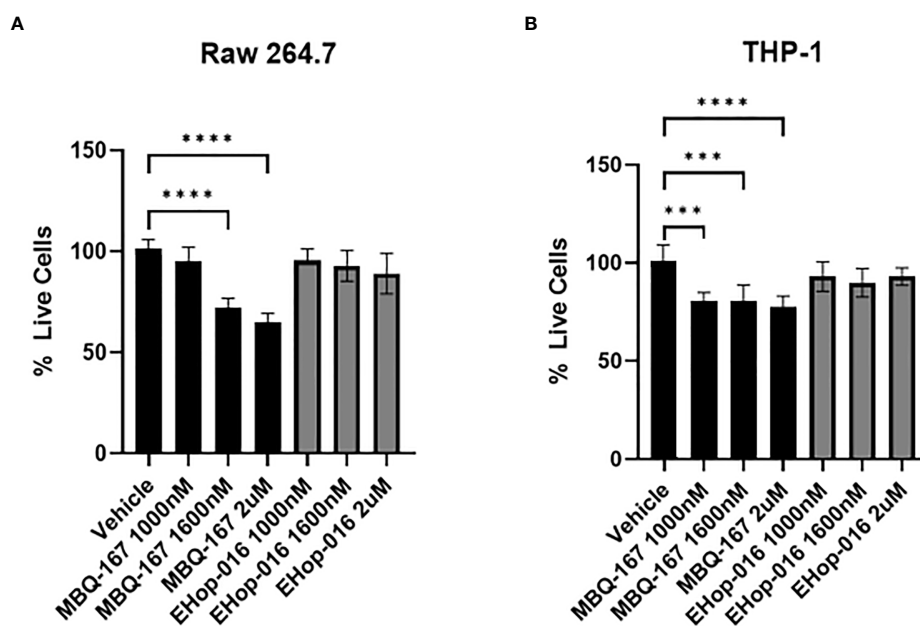 A
Raw 264.7
% Live Cells
150
100
50
0
****
****
Vehicle
MBQ-167 1000nM
MBQ-167 1600nM
MBQ-167 2uM
EHop-016 1000nM
EHop-016 1600nM
EHop-016 2uM
B
THP-1
% Live Cells
150
100
50
0
****
***
***
Vehicle
MBQ-167 1000nM
MBQ-167 1600nM
MBQ-167 2uM
EHop-016 1000nM
EHop-016 1600nM
EHop-016 2uM